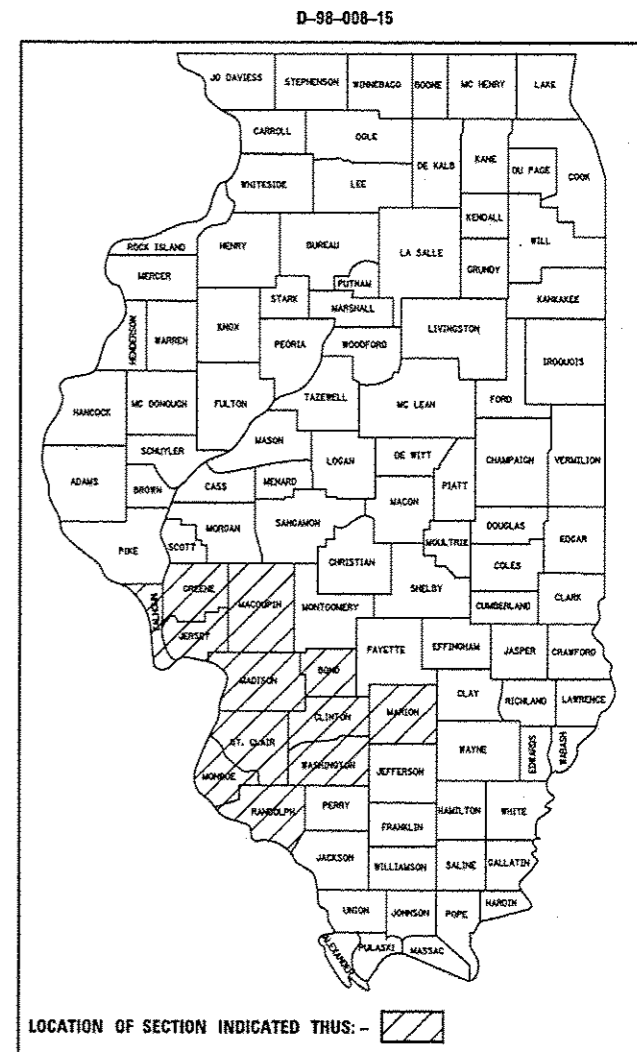 D-98-008-15
JO DAVIESS STEPHENSON WINNEBAGO BOONE MC HENRY LAKE
CARROLL OGLE
DE KALB KANE DU PAGE COOK
WHITESIDE LEE
KENDALL WILL
ROCK ISLAND HENRY BUREAU LA SALLE
MERCER PUTNAM GRUNDY
STARK MARSHALL KANKAKEE
HENDERSON WARREN KNOX PEORIA WOODFORD LIVINGSTON
IROQUOIS
HANCOCK MC DONOUGH FULTON TAZEWELL MC LEAN FORD
SCHUYLER MASON LOGAN DE WITT CHAMPAIGN VERMILION
ADAMS BROWN CASS MENARD MACON PIATT
PIKE SCOTT MORGAN SANGAMON CHRISTIAN MOULTRIE DOUGLAS EDGAR
COLES
CALHOUN GREENE MACOUPIN MONTGOMERY SHELBY CUMBERLAND CLARK
JERSEY
FAYETTE EFFINGHAM JASPER CRAWFORD
MADISON BOND
CLAY RICHLAND LAWRENCE
CLINTON MARION
ST. CLAIR WAYNE EDWARDS WABASH
WASHINGTON JEFFERSON
MONROE
RANDOLPH PERRY HAMILTON WHITE
FRANKLIN
JACKSON WILLIAMSON SALINE GALLATIN
UNION JOHNSON POPE HARDIN
ALEXANDER PULASKI MASSAC
LOCATION OF SECTION INDICATED THUS: -